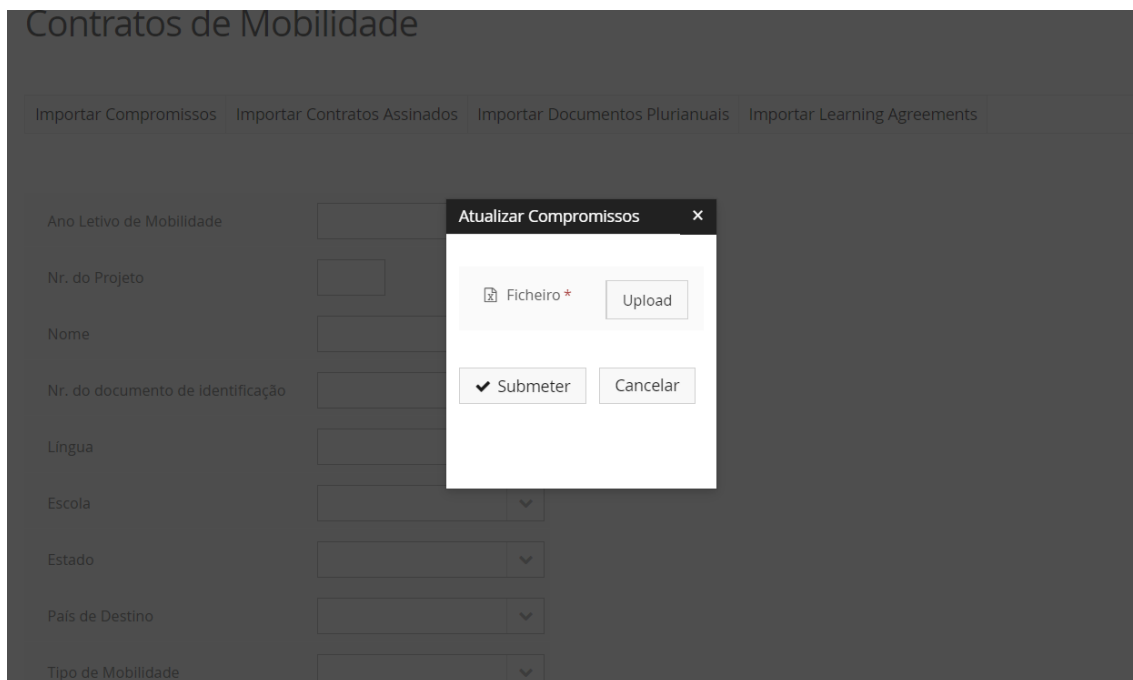 Contratos de Mobilidade
Importar Compromissos Importar Contratos Assinados Importar Documentos Plurianuais Importar Learning Agreements
Atualizar Compromissos ×
Ficheiro * Upload
✔ Submeter Cancelar
Ano Letivo de Mobilidade
Nr. do Projeto
Nome
Nr. do documento de identificação
Língua
Escola
Estado
País de Destino
Tipo de Mobilidade